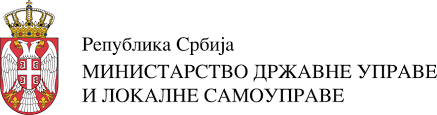 Република Србија
МИНИСТАРСТВО ДРЖАВНЕ УПРАВЕ
И ЛОКАЛНЕ САМОУПРАВЕ